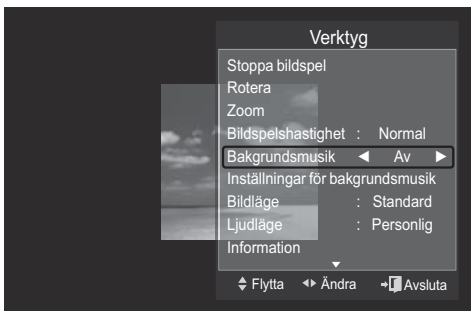 Verktyg
Stoppa bildspel
Rotera
Zoom
Bildspelshastighet : Normal
Bakgrundsmusik ◄ Av ►
Inställningar för bakgrundsmusik
Bildläge : Standard
Ljudläge : Personlig
Information
Flytta Ändra Avsluta